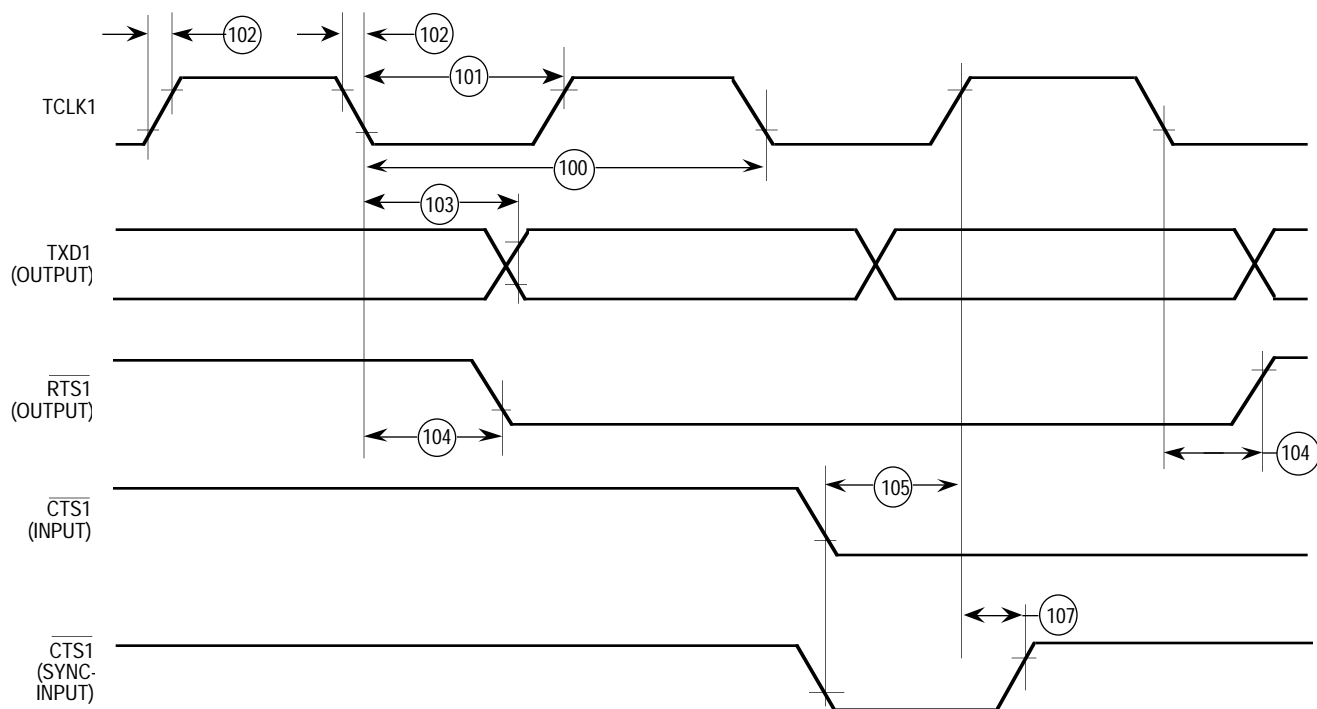 102
102
101
TCLK1
100
103
TXD1
(OUTPUT)
RTS1
(OUTPUT)
104
104
105
CTS1
(INPUT)
107
CTS1
(SYNC-
INPUT)